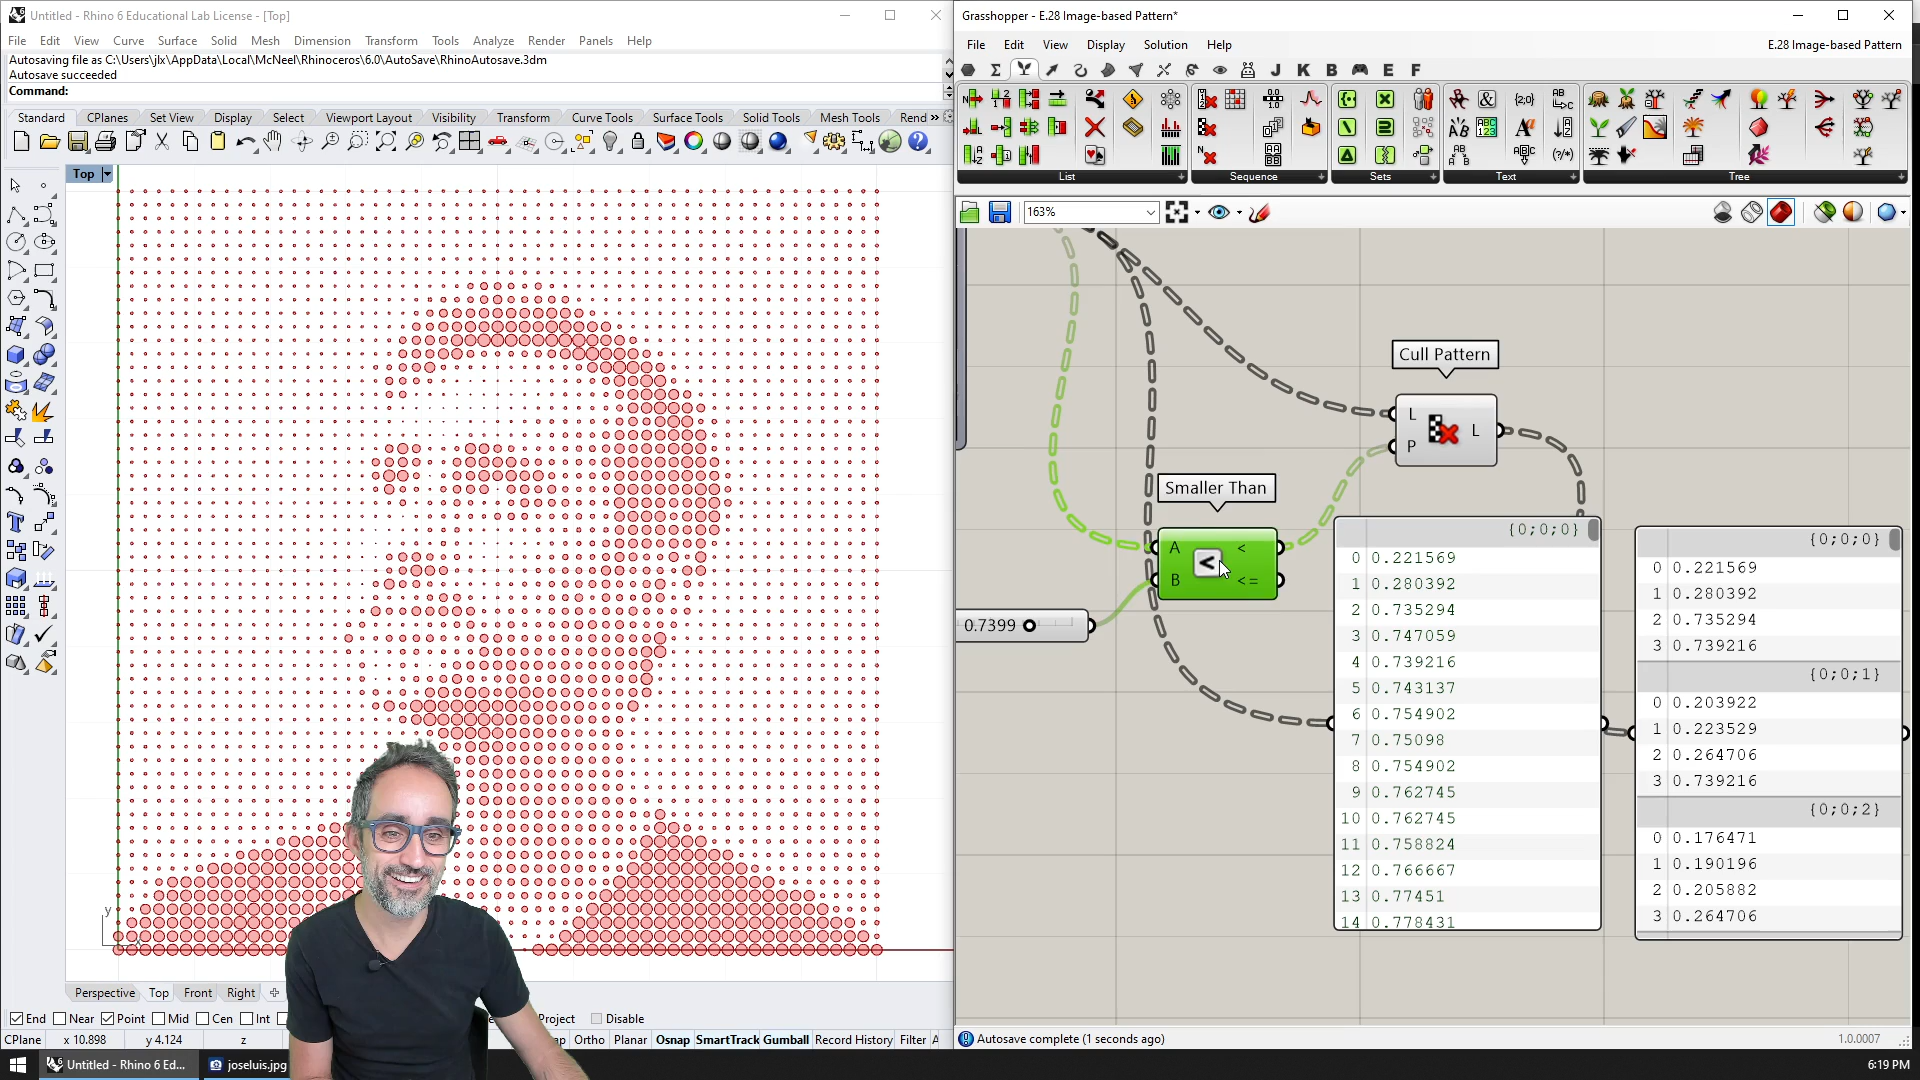 Untitled - Rhino 6 Educational Lab License - [Top]
File Edit View Curve Surface Solid Mesh Dimension Transform Tools Analyze Render Panels Help
Autosaving file as C:\Users\jlx\AppData\Local\McNeel\Rhinoceros\6.0\AutoSave\RhinoAutosave.3dm
Autosave succeeded
Command:
Standard CPlanes Set View Display Select Viewport Layout Visibility Transform Curve Tools Surface Tools Solid Tools Mesh Tools Rend »
Top
y
Perspective Top Front Right
End Near Point Mid Cen Int Project Disable
CPlane x 10.898 y 4.124 z Ortho Planar Osnap SmartTrack Gumball Record History Filter A
Untitled - Rhino 6 Ed... joseluis.jpg
Grasshopper - E.28 Image-based Pattern*
File Edit View Display Solution Help
E.28 Image-based Pattern
J K B E F
List Sequence Sets Text Tree
163%
Cull Pattern
L
P
L
Smaller Than
A
B
<
<
<=
0.7399
{0;0;0}
0 0.221569
1 0.280392
2 0.735294
3 0.747059
4 0.739216
5 0.743137
6 0.754902
7 0.75098
8 0.754902
9 0.762745
10 0.762745
11 0.758824
12 0.766667
13 0.77451
14 0.778431
{0;0;0}
0 0.221569
1 0.280392
2 0.735294
3 0.739216
{0;0;1}
0 0.203922
1 0.223529
2 0.264706
3 0.739216
{0;0;2}
0 0.176471
1 0.190196
2 0.205882
3 0.264706
Autosave complete (1 seconds ago)
1.0.0007
6:19 PM